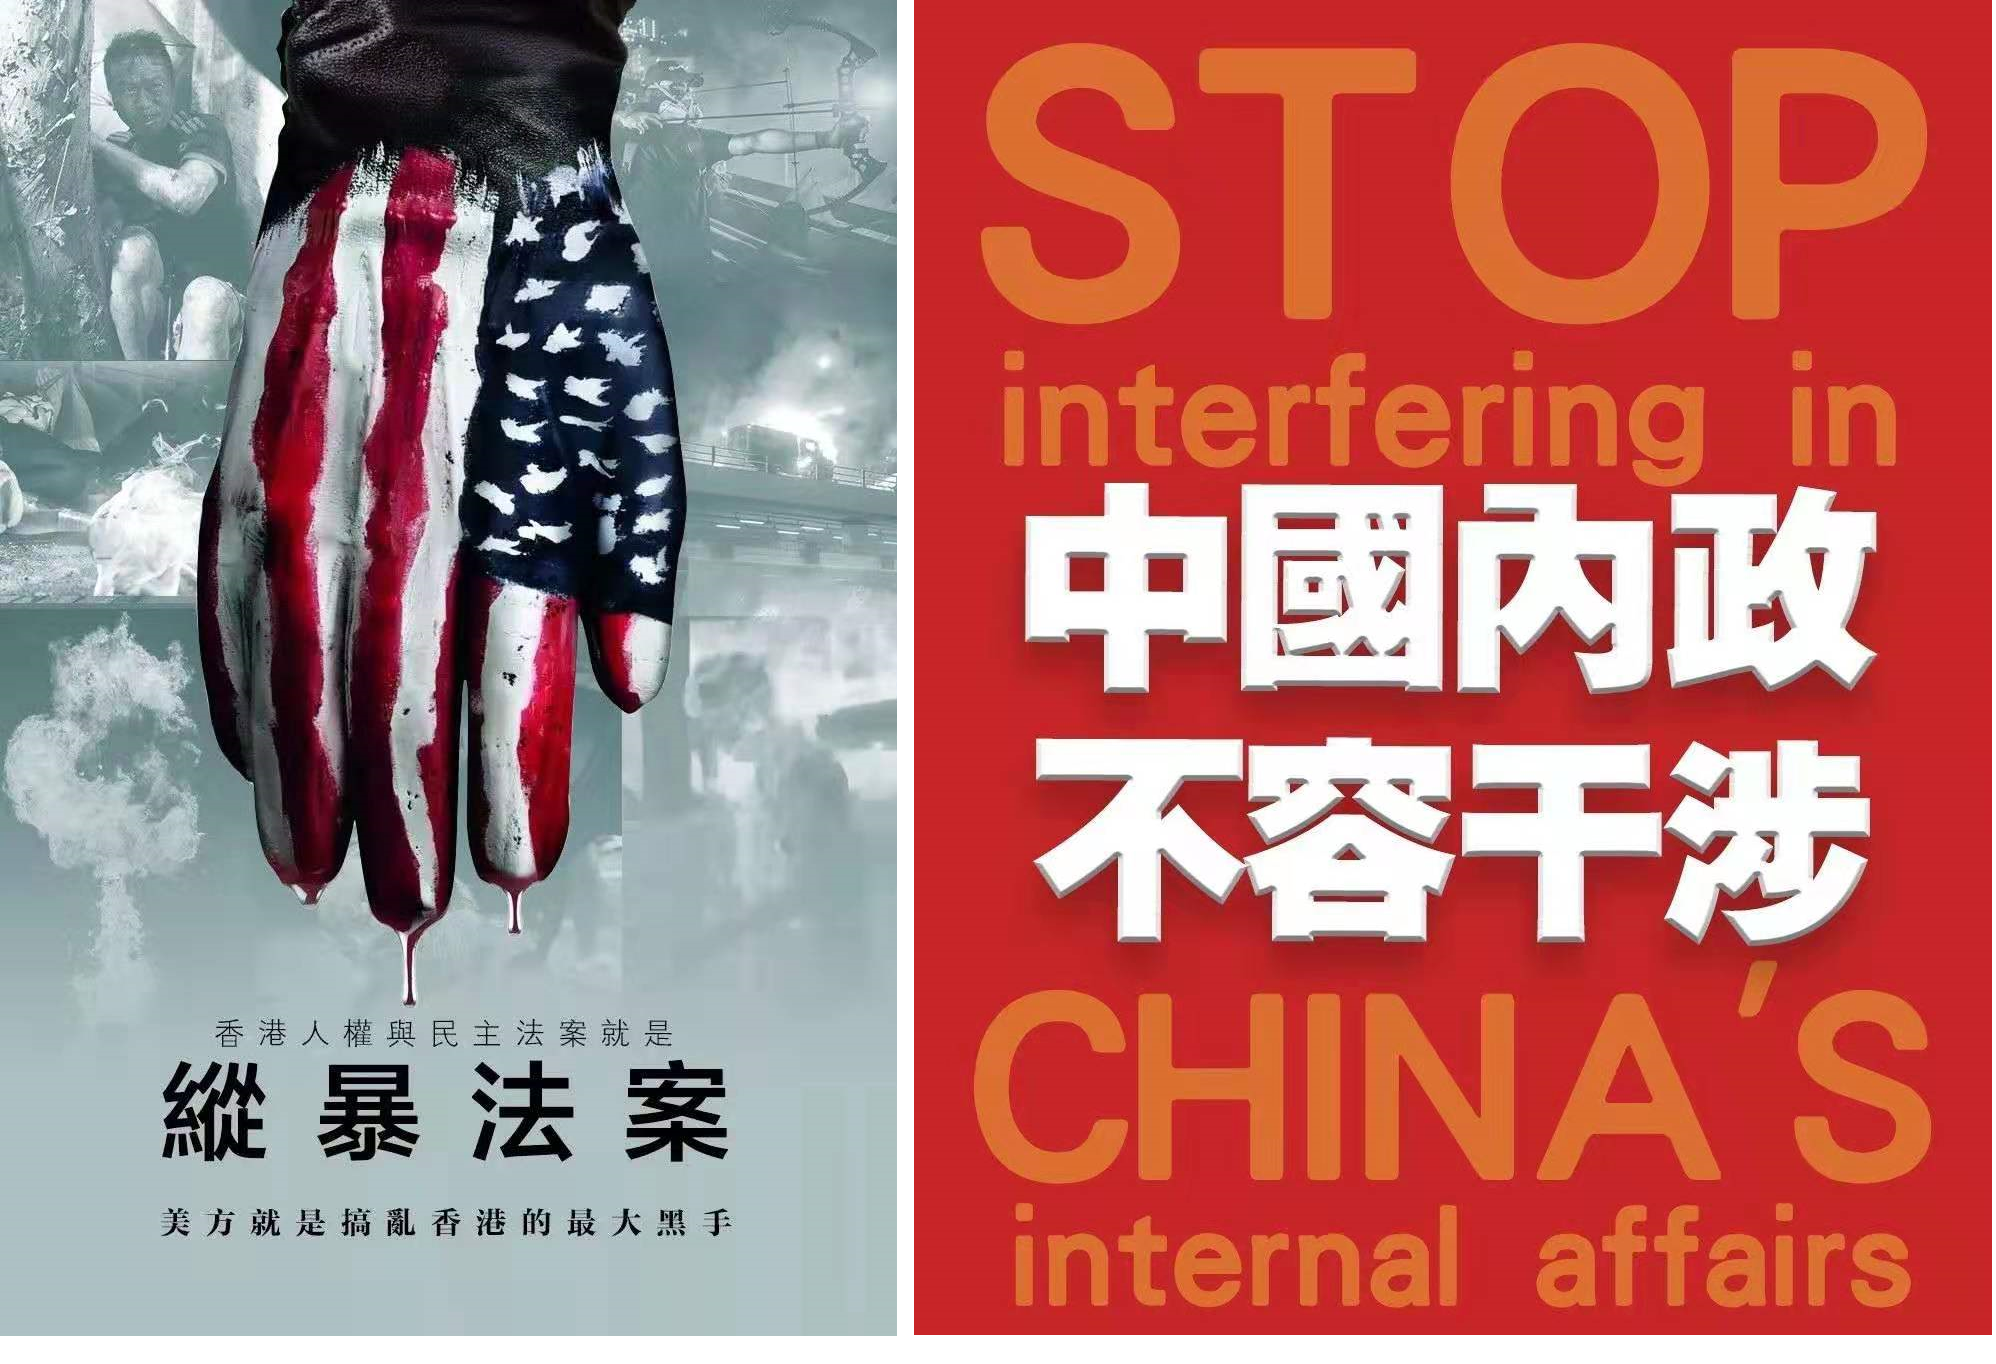 香港人權與民主法案就是
縱暴法案
美方就是搞亂香港的最大黑手
STOP
interfering in
中國內政
不容干涉
CHINA'S
internal affairs